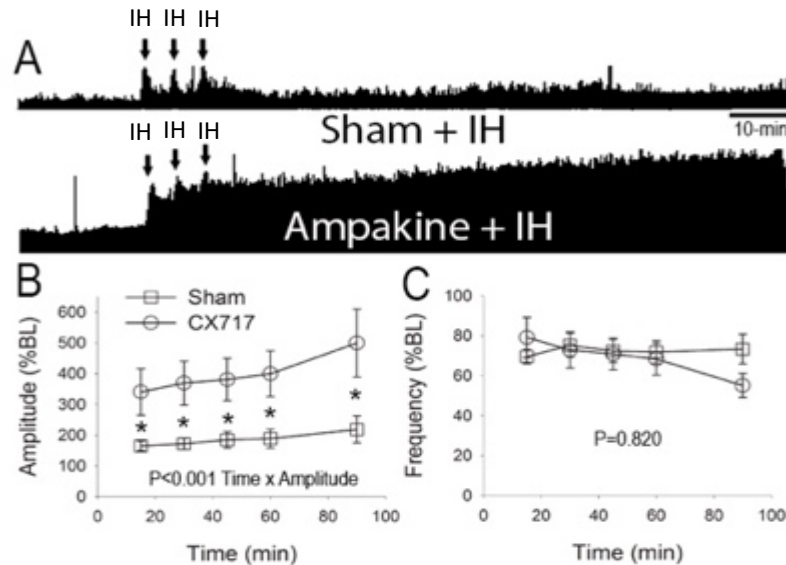 IH IH IH
A
Sham + IH
10-min
IH IH IH
Ampakine + IH
B
Sham
CX717
600
500
400
300
200
100
0
Amplitude (%BL)
* * * * *
P<0.001 Time x Amplitude
0 20 40 60 80 100
Time (min)
C
100
80
60
40
20
0
Frequency (%BL)
P=0.820
0 20 40 60 80 100
Time (min)